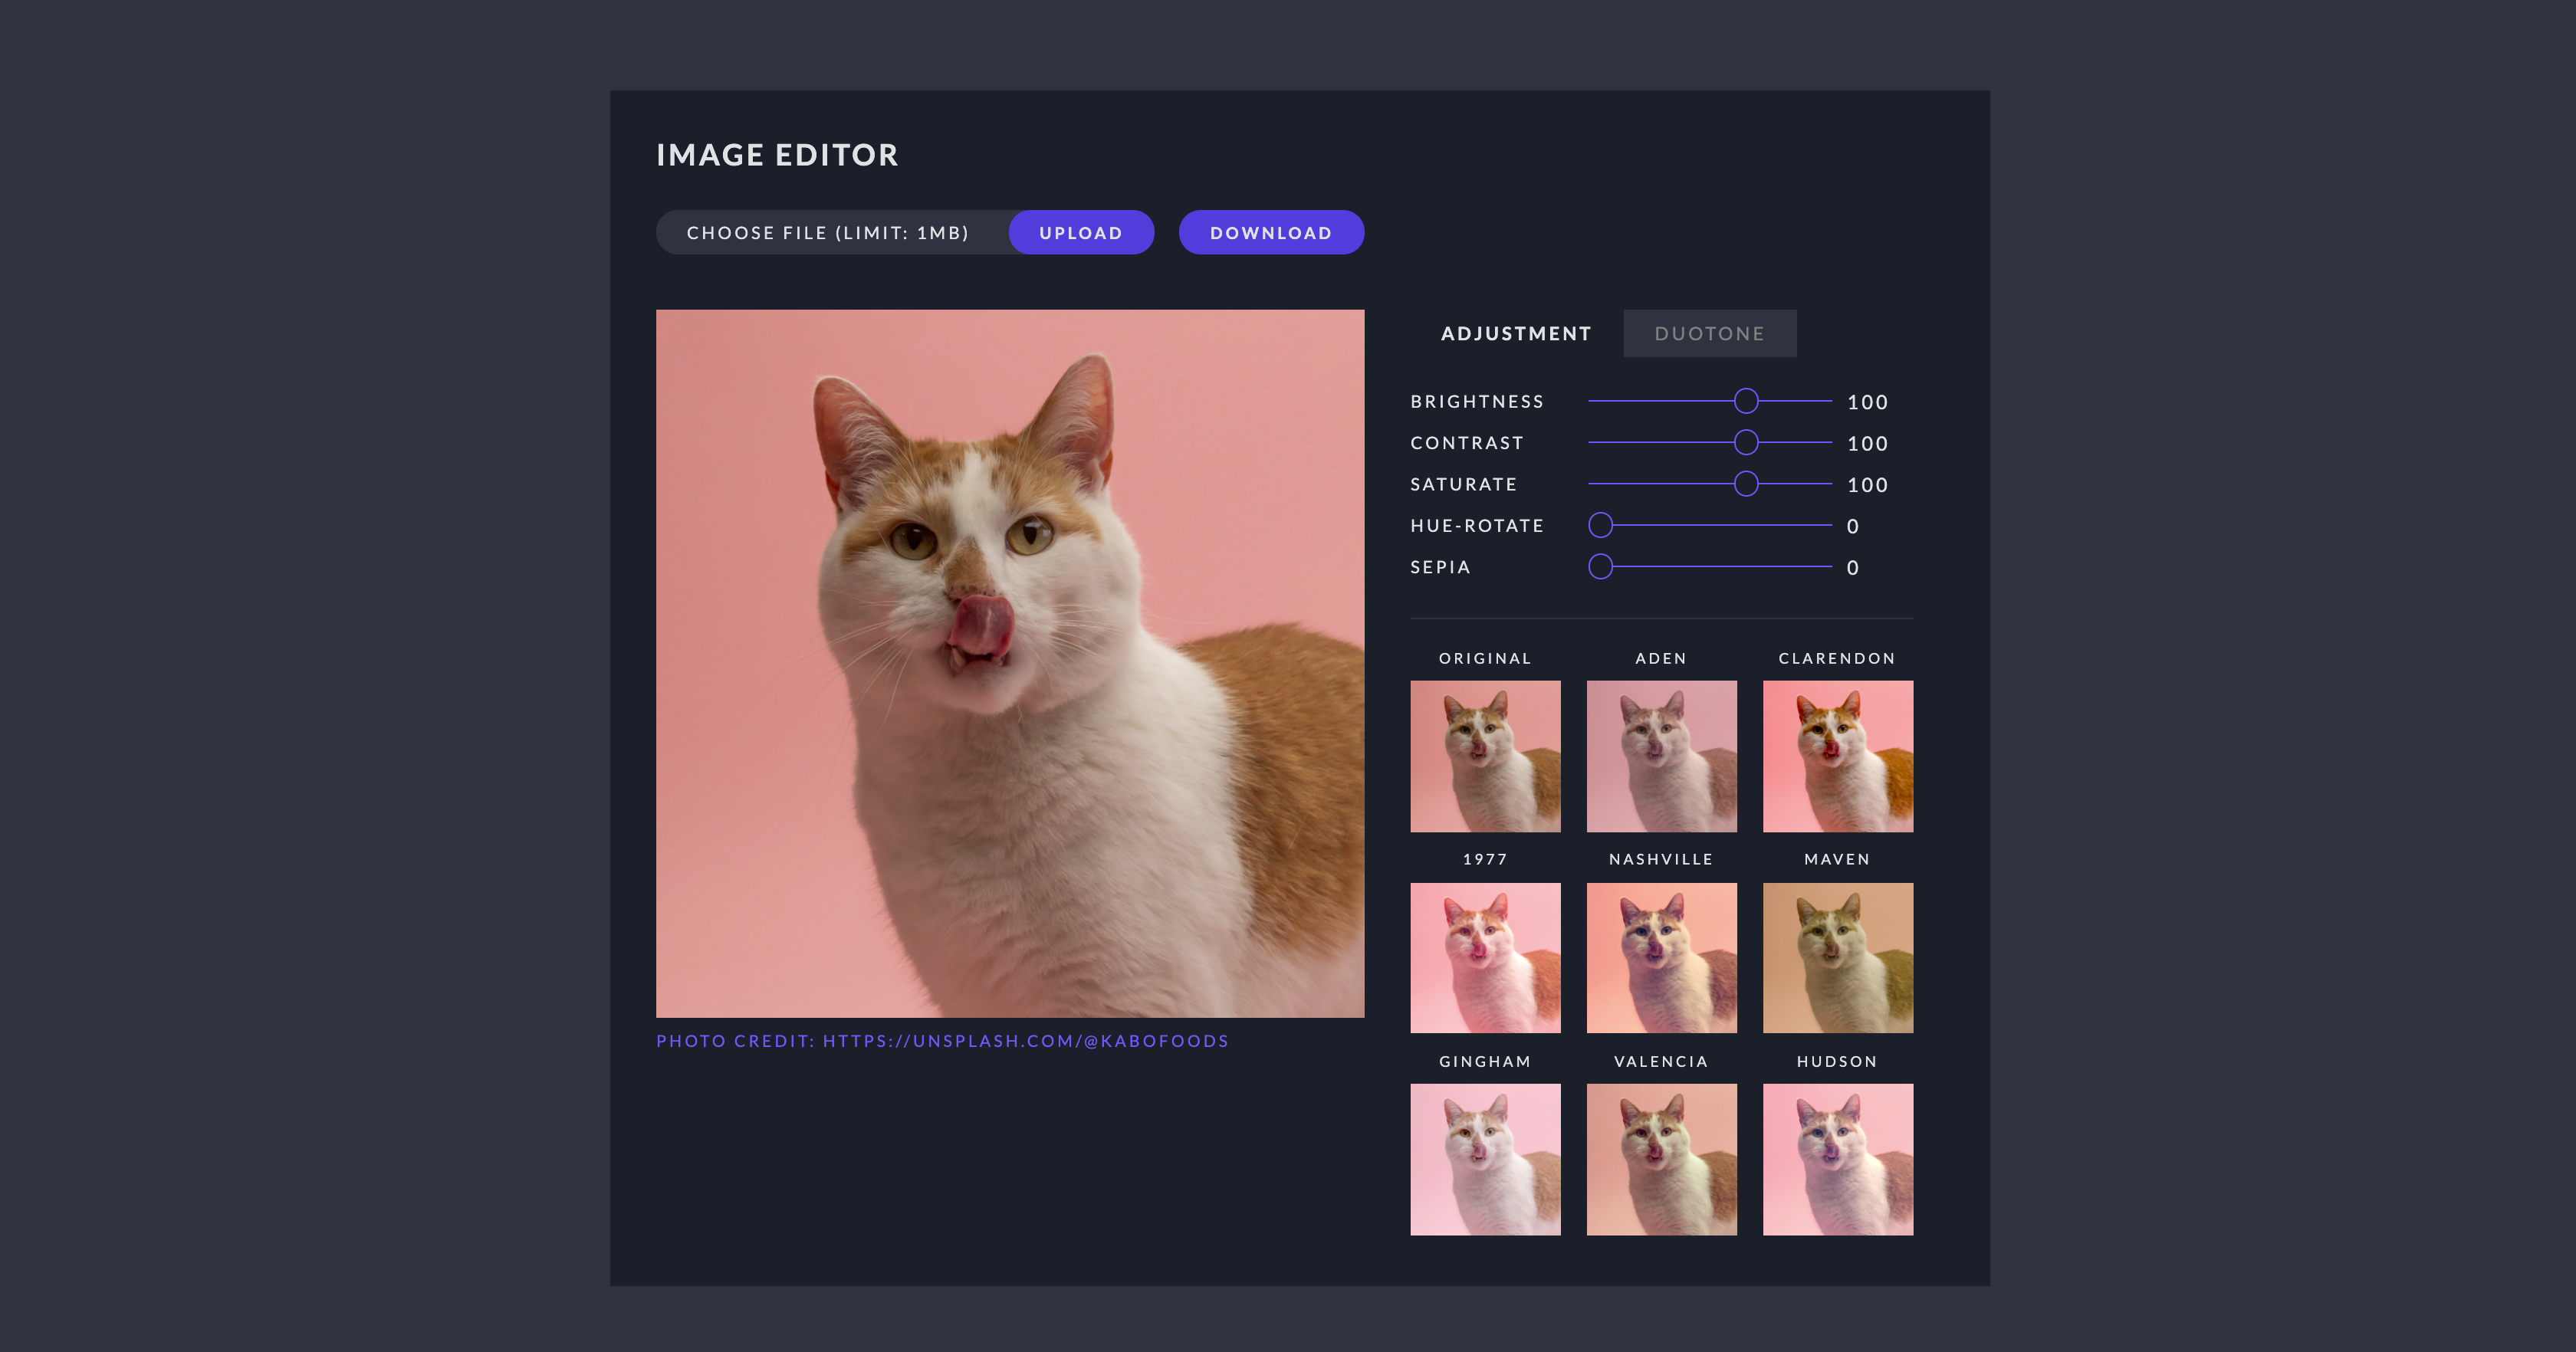 IMAGE EDITOR
CHOOSE FILE (LIMIT: 1MB) UPLOAD DOWNLOAD
ADJUSTMENT DUOTONE
BRIGHTNESS 100
CONTRAST 100
SATURATE 100
HUE-ROTATE 0
SEPIA 0
ORIGINAL ADEN CLARENDON
1977 NASHVILLE MAVEN
GINGHAM VALENCIA HUDSON
PHOTO CREDIT: HTTPS://UNSPLASH.COM/@KABOFOODS